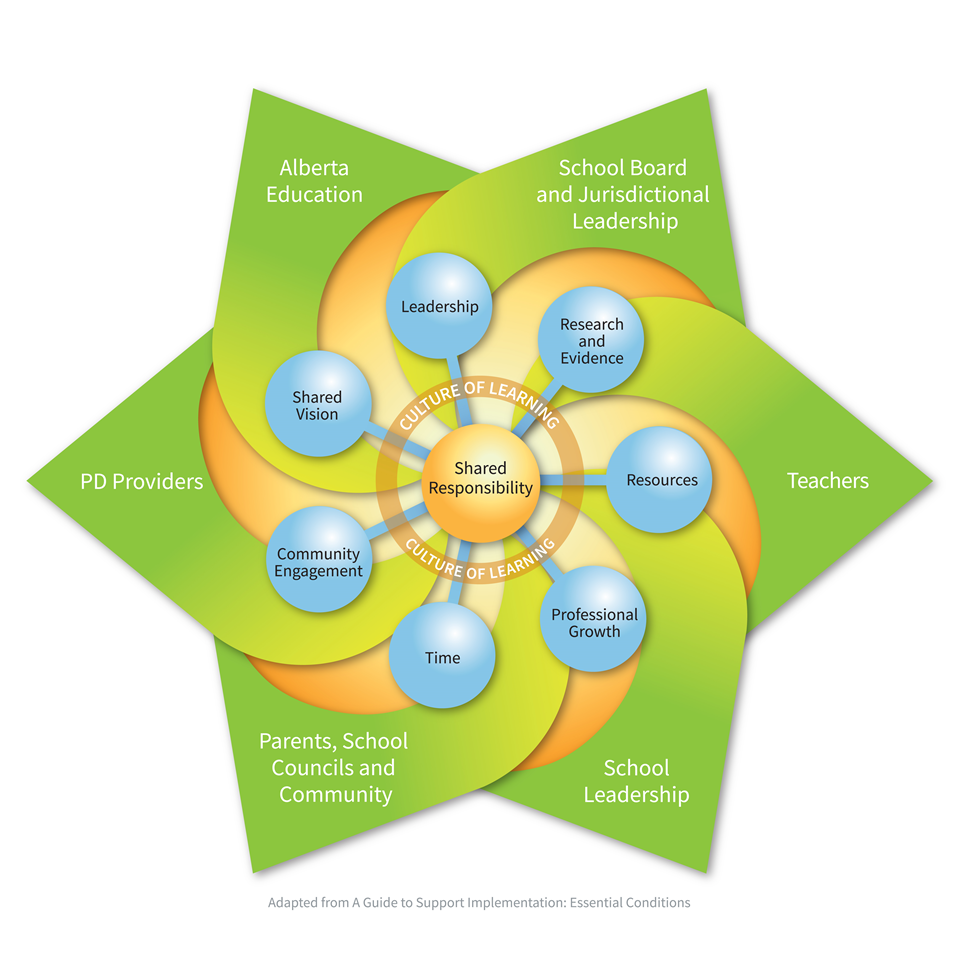 Alberta
Education
School Board
and Jurisdictional
Leadership
Leadership
Research
and
Evidence
Shared
Vision
CULTURE OF LEARNING
PD Providers
Shared
Responsibility
Resources
Teachers
CULTURE OF LEARNING
Community
Engagement
Professional
Growth
Time
Parents, School
Councils and
Community
School
Leadership
Adapted from A Guide to Support Implementation: Essential Conditions